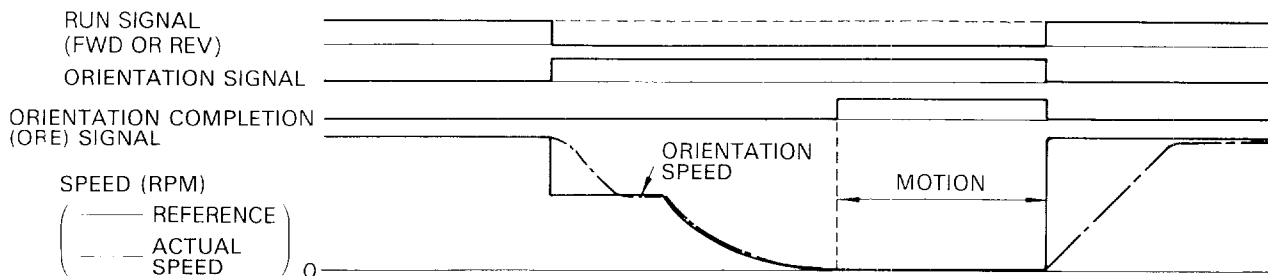 RUN SIGNAL
(FWD OR REV)
ORIENTATION SIGNAL
ORIENTATION COMPLETION
(ORE) SIGNAL
ORIENTATION
SPEED
MOTION
SPEED (RPM)
REFERENCE
ACTUAL
SPEED
0